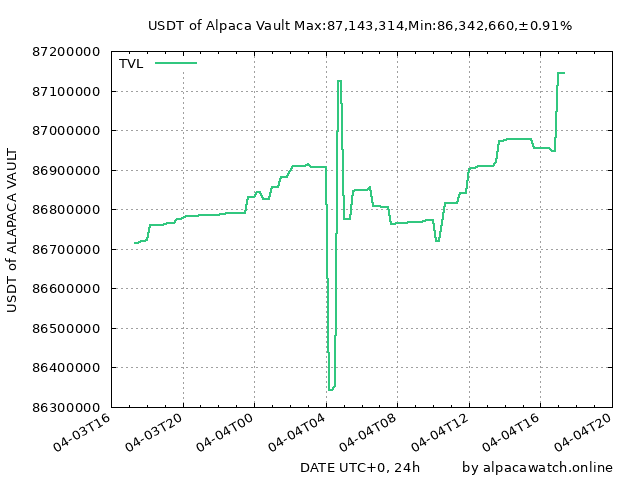 USDT of Alpaca Vault Max:87,143,314,Min:86,342,660,±0.91%
TVL
87200000
87100000
87000000
86900000
86800000
86700000
86600000
86500000
86400000
86300000
USDT of ALAPACA VAULT
04-03T16
04-03T20
04-04T00
04-04T04
04-04T08
04-04T12
04-04T16
04-04T20
DATE UTC+0, 24h
by alpacawatch.online